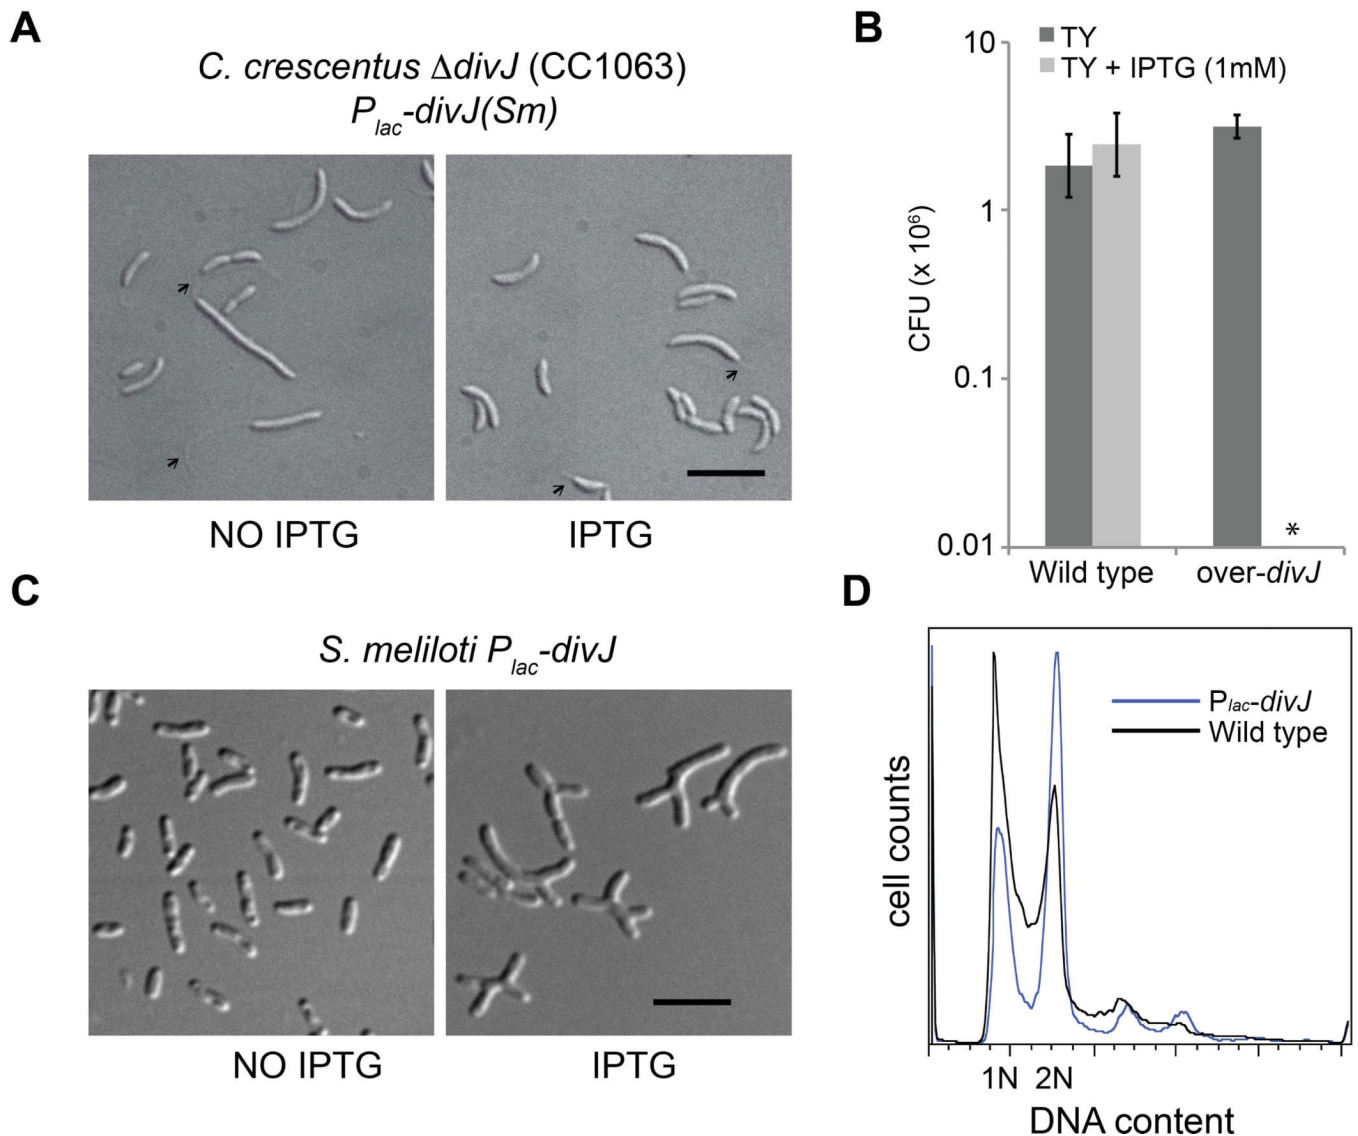 A
C. crescentus ΔdivJ (CC1063)
Plac-divJ(Sm)
NO IPTG
IPTG
B
TY
TY + IPTG (1mM)
10
1
0.1
0.01
CFU (x 10⁶)
*
Wild type
over-divJ
C
S. meliloti Plac-divJ
NO IPTG
IPTG
D
Plac-divJ
Wild type
cell counts
1N 2N
DNA content